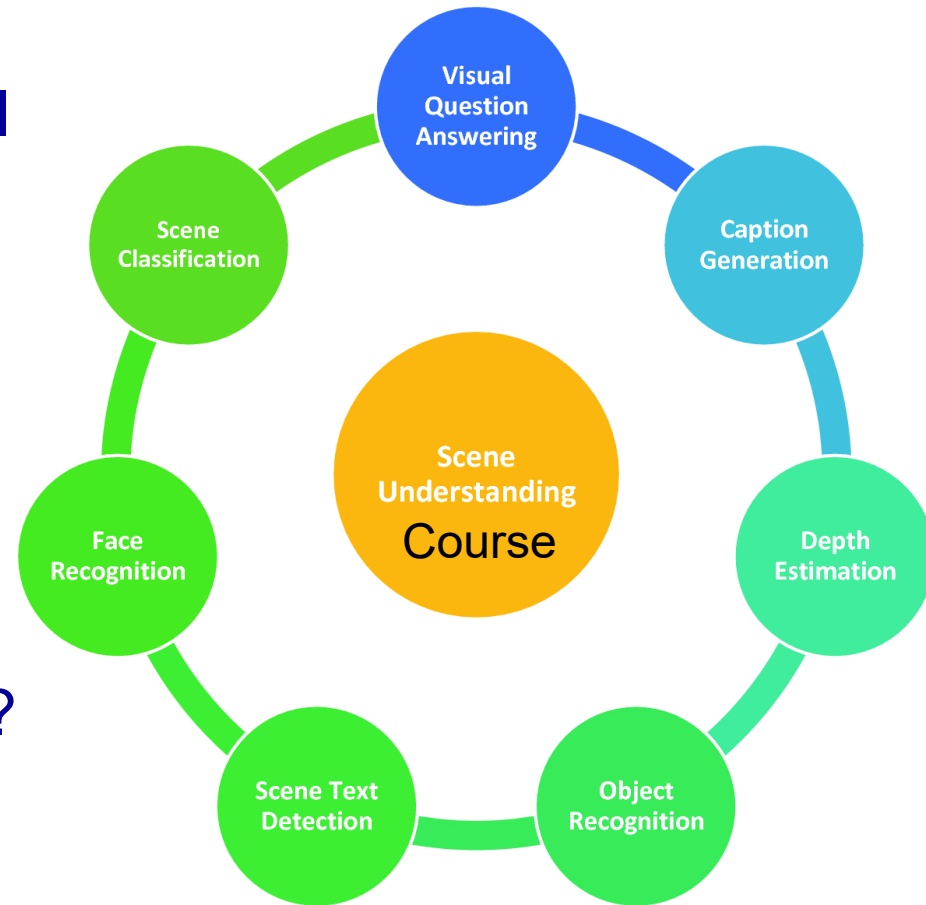 Visual
Question
Answering
Caption
Generation
Depth
Estimation
Object
Recognition
Scene Text
Detection
Face
Recognition
Scene
Classification
Scene
Understanding
Course
?